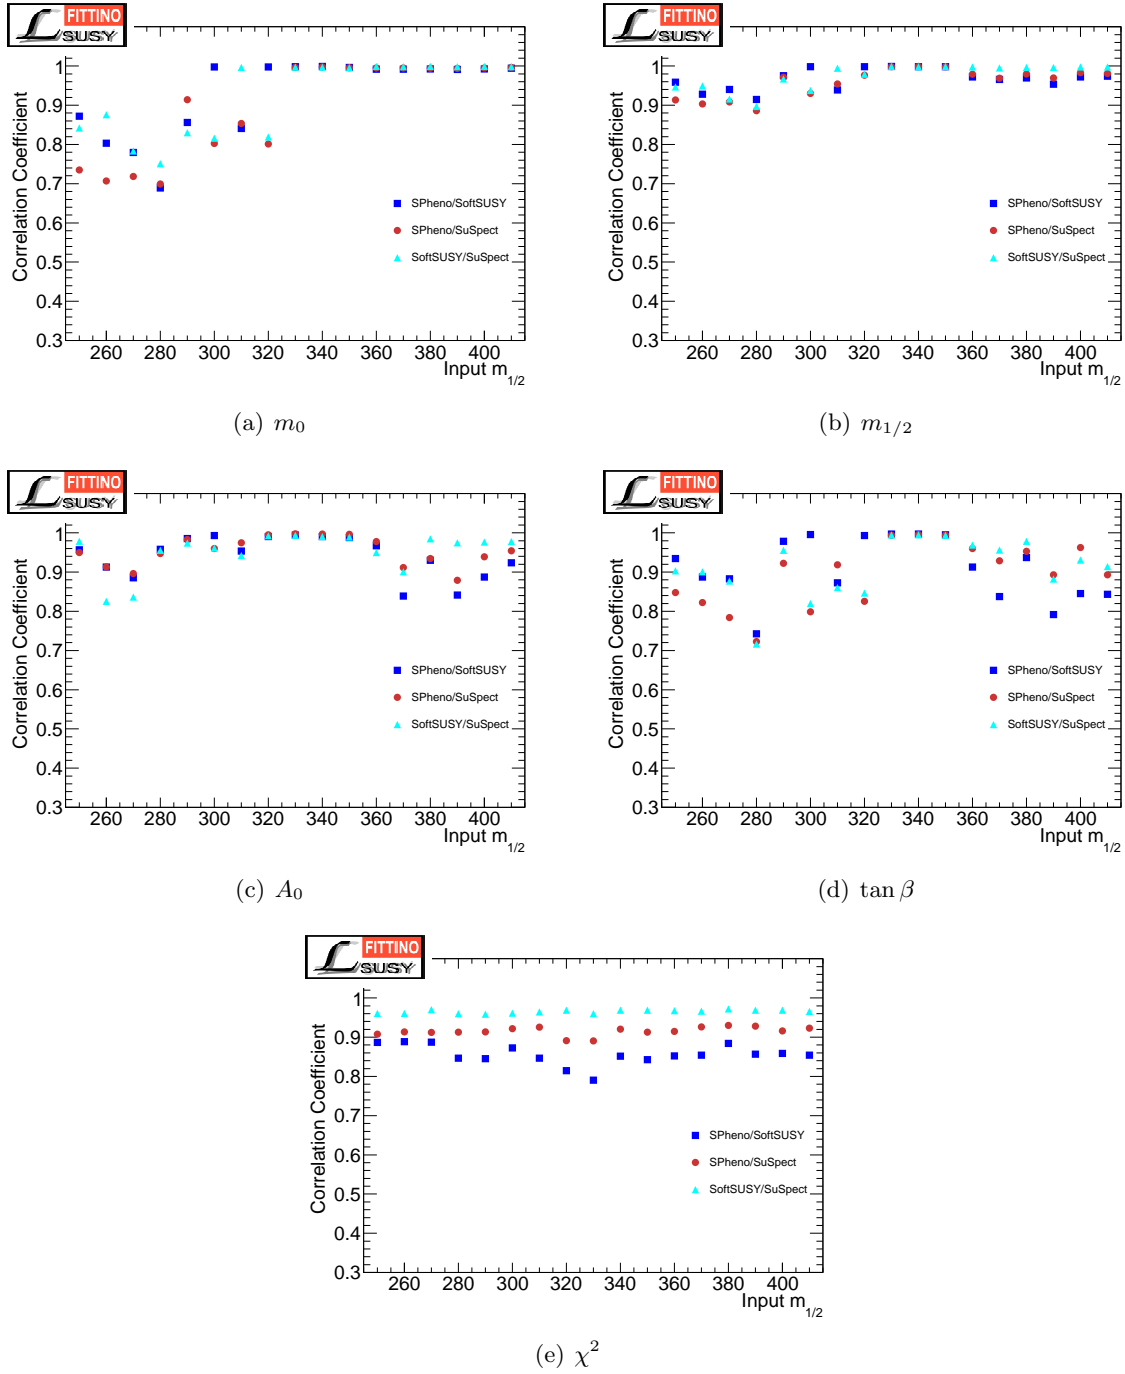 FITTINO
SUSY
Correlation Coefficient
1
0.9
0.8
0.7
0.6
0.5
0.4
0.3
SPheno/SoftSUSY
SPheno/SuSpect
SoftSUSY/SuSpect
260 280 300 320 340 360 380 400
Input m1/2
(a) m0
FITTINO
SUSY
Correlation Coefficient
1
0.9
0.8
0.7
0.6
0.5
0.4
0.3
SPheno/SoftSUSY
SPheno/SuSpect
SoftSUSY/SuSpect
260 280 300 320 340 360 380 400
Input m1/2
(b) m1/2
FITTINO
SUSY
Correlation Coefficient
1
0.9
0.8
0.7
0.6
0.5
0.4
0.3
SPheno/SoftSUSY
SPheno/SuSpect
SoftSUSY/SuSpect
260 280 300 320 340 360 380 400
Input m1/2
(c) A0
FITTINO
SUSY
Correlation Coefficient
1
0.9
0.8
0.7
0.6
0.5
0.4
0.3
SPheno/SoftSUSY
SPheno/SuSpect
SoftSUSY/SuSpect
260 280 300 320 340 360 380 400
Input m1/2
(d) tan β
FITTINO
SUSY
Correlation Coefficient
1
0.9
0.8
0.7
0.6
0.5
0.4
0.3
SPheno/SoftSUSY
SPheno/SuSpect
SoftSUSY/SuSpect
260 280 300 320 340 360 380 400
Input m1/2
(e) χ²